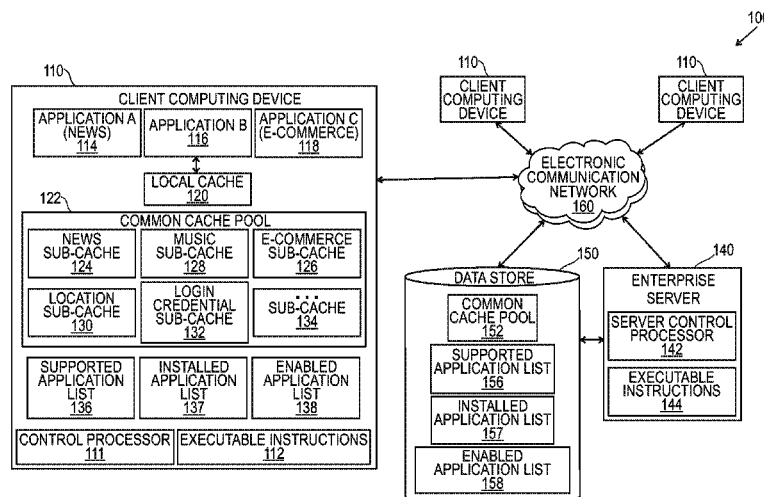 100
110
CLIENT COMPUTING DEVICE
APPLICATION A
(NEWS)
114
APPLICATION B
116
APPLICATION C
(E-COMMERCE)
118
LOCAL CACHE
120
122
COMMON CACHE POOL
NEWS
SUB-CACHE
124
MUSIC
SUB-CACHE
128
E-COMMERCE
SUB-CACHE
126
LOCATION
SUB-CACHE
130
LOGIN
CREDENTIAL
SUB-CACHE
132
...
SUB-CACHE
134
SUPPORTED
APPLICATION
LIST
136
INSTALLED
APPLICATION
LIST
137
ENABLED
APPLICATION
LIST
138
CONTROL PROCESSOR
111
EXECUTABLE INSTRUCTIONS
112
110
CLIENT
COMPUTING
DEVICE
110
CLIENT
COMPUTING
DEVICE
ELECTRONIC
COMMUNICATION
NETWORK
160
150
DATA STORE
COMMON
CACHE POOL
152
SUPPORTED
APPLICATION LIST
156
INSTALLED
APPLICATION LIST
157
ENABLED
APPLICATION LIST
158
140
ENTERPRISE
SERVER
SERVER CONTROL
PROCESSOR
142
EXECUTABLE
INSTRUCTIONS
144